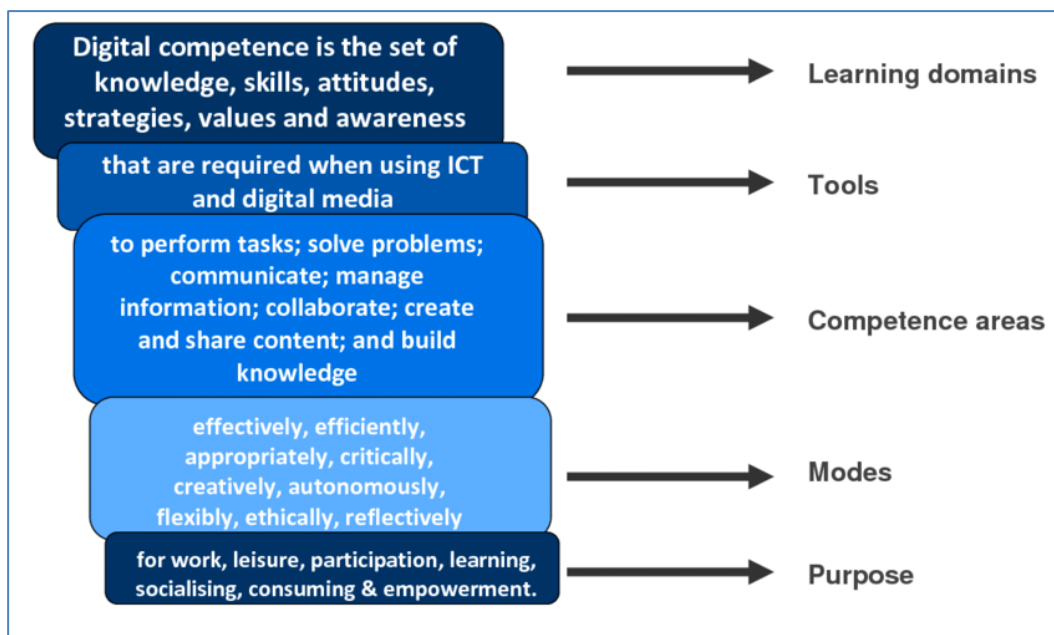 Digital competence is the set of
knowledge, skills, attitudes,
strategies, values and awareness
Learning domains
that are required when using ICT
and digital media
Tools
to perform tasks; solve problems;
communicate; manage
information; collaborate; create
and share content; and build
knowledge
Competence areas
effectively, efficiently,
appropriately, critically,
creatively, autonomously,
flexibly, ethically, reflectively
Modes
for work, leisure, participation, learning,
socialising, consuming & empowerment.
Purpose